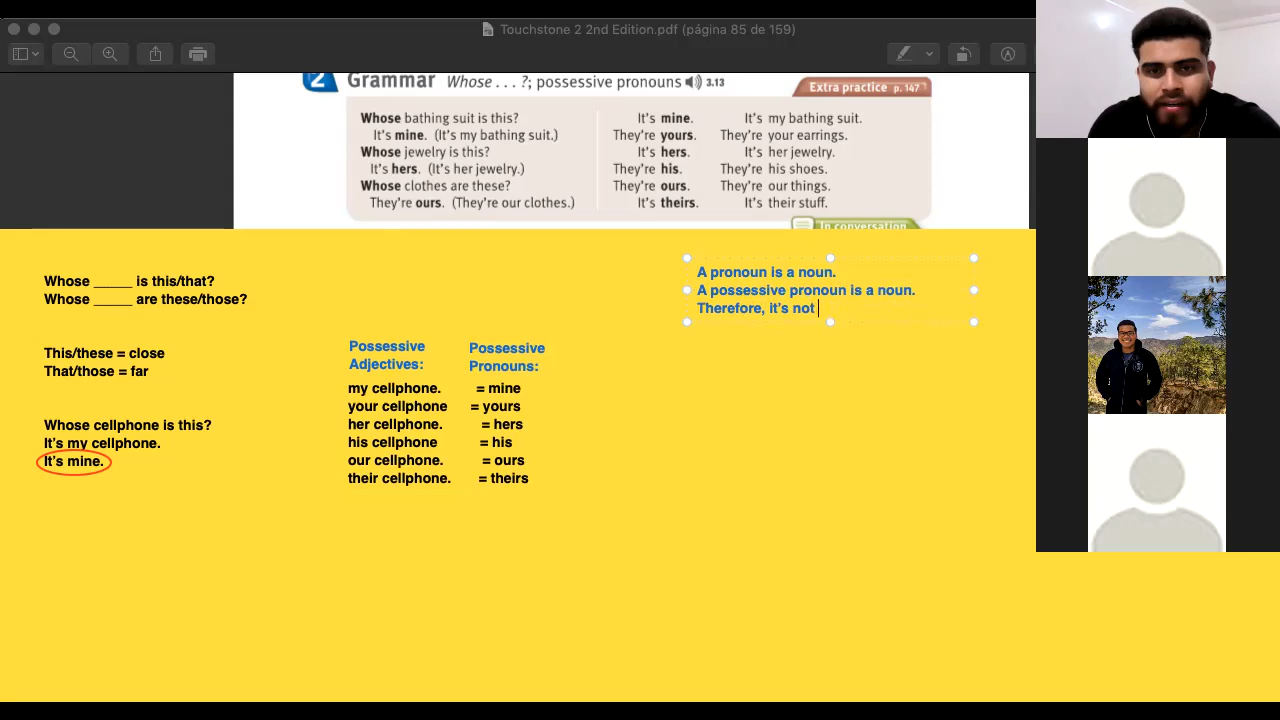 Touchstone 2 2nd Edition.pdf (página 85 de 159)
2 Grammar Whose . . . ?; possessive pronouns 3.13
Extra practice p. 147
Whose bathing suit is this?
It's mine. (It's my bathing suit.)
Whose jewelry is this?
It's hers. (It's her jewelry.)
Whose clothes are these?
They're ours. (They're our clothes.)
It's mine. It's my bathing suit.
They're yours. They're your earrings.
It's hers. It's her jewelry.
They're his. They're his shoes.
They're ours. They're our things.
It's theirs. It's their stuff.
In conversation
Whose _____ is this/that?
Whose _____ are these/those?
This/these = close
That/those = far
Whose cellphone is this?
It's my cellphone.
It's mine.
Possessive Adjectives:
Possessive Pronouns:
my cellphone. = mine
your cellphone = yours
her cellphone. = hers
his cellphone = his
our cellphone. = ours
their cellphone. = theirs
A pronoun is a noun.
A possessive pronoun is a noun.
Therefore, it's not